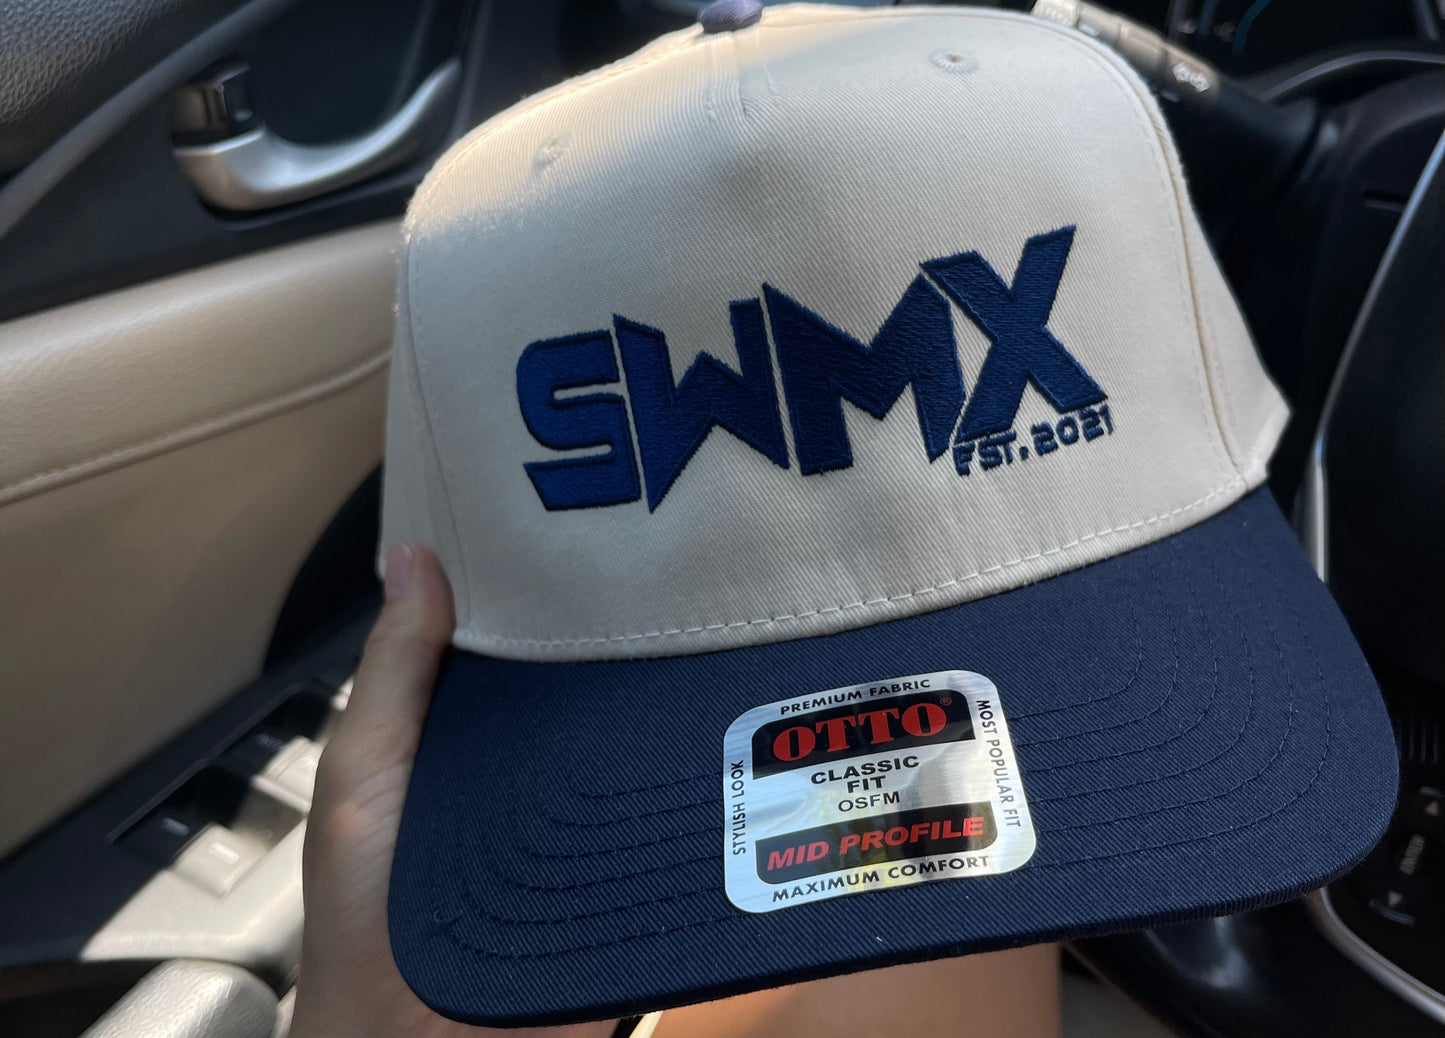 SWMX
EST. 2021
PREMIUM FABRIC
OTTO®
CLASSIC
FIT
OSFM
MID PROFILE
MAXIMUM COMFORT
STYLISH LOOK
MOST POPULAR FIT